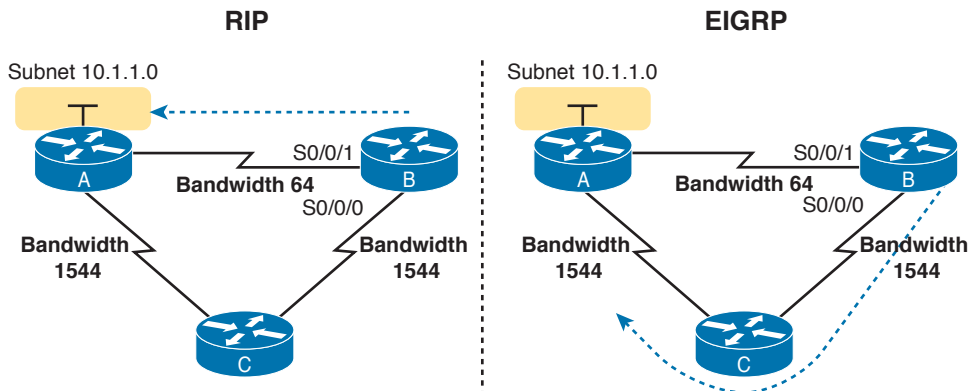 RIP
Subnet 10.1.1.0
A
S0/0/1
B
Bandwidth 64
S0/0/0
Bandwidth
1544
Bandwidth
1544
C
EIGRP
Subnet 10.1.1.0
A
S0/0/1
B
Bandwidth 64
S0/0/0
Bandwidth
1544
Bandwidth
1544
C